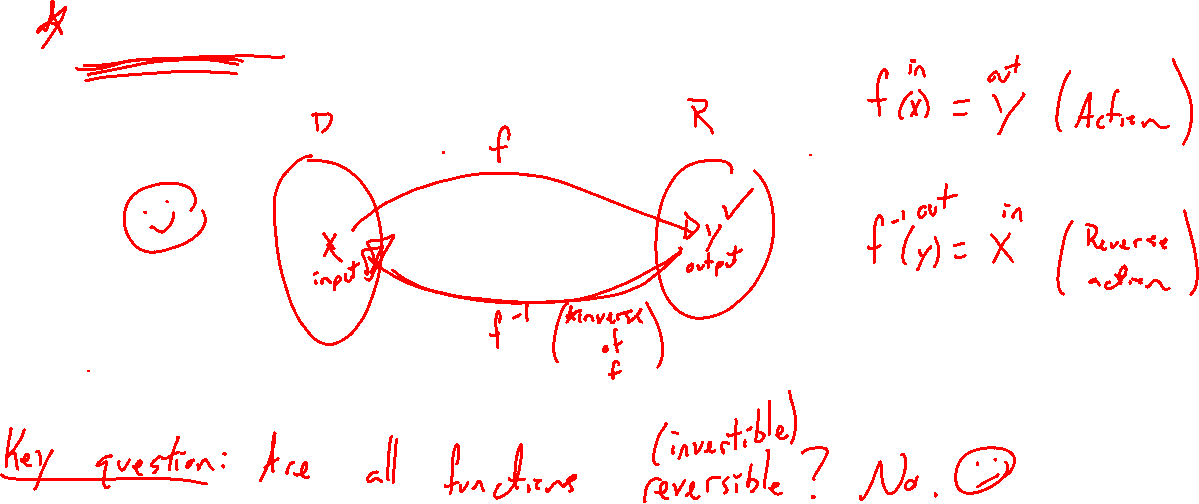 D
R
f
f(x) = y (Action)
in
out
x
input
y
output
f⁻¹ (inverse of f)
f⁻¹(y) = x (Reverse action)
out
in
Key question: Are all functions (invertible) reversible? No.